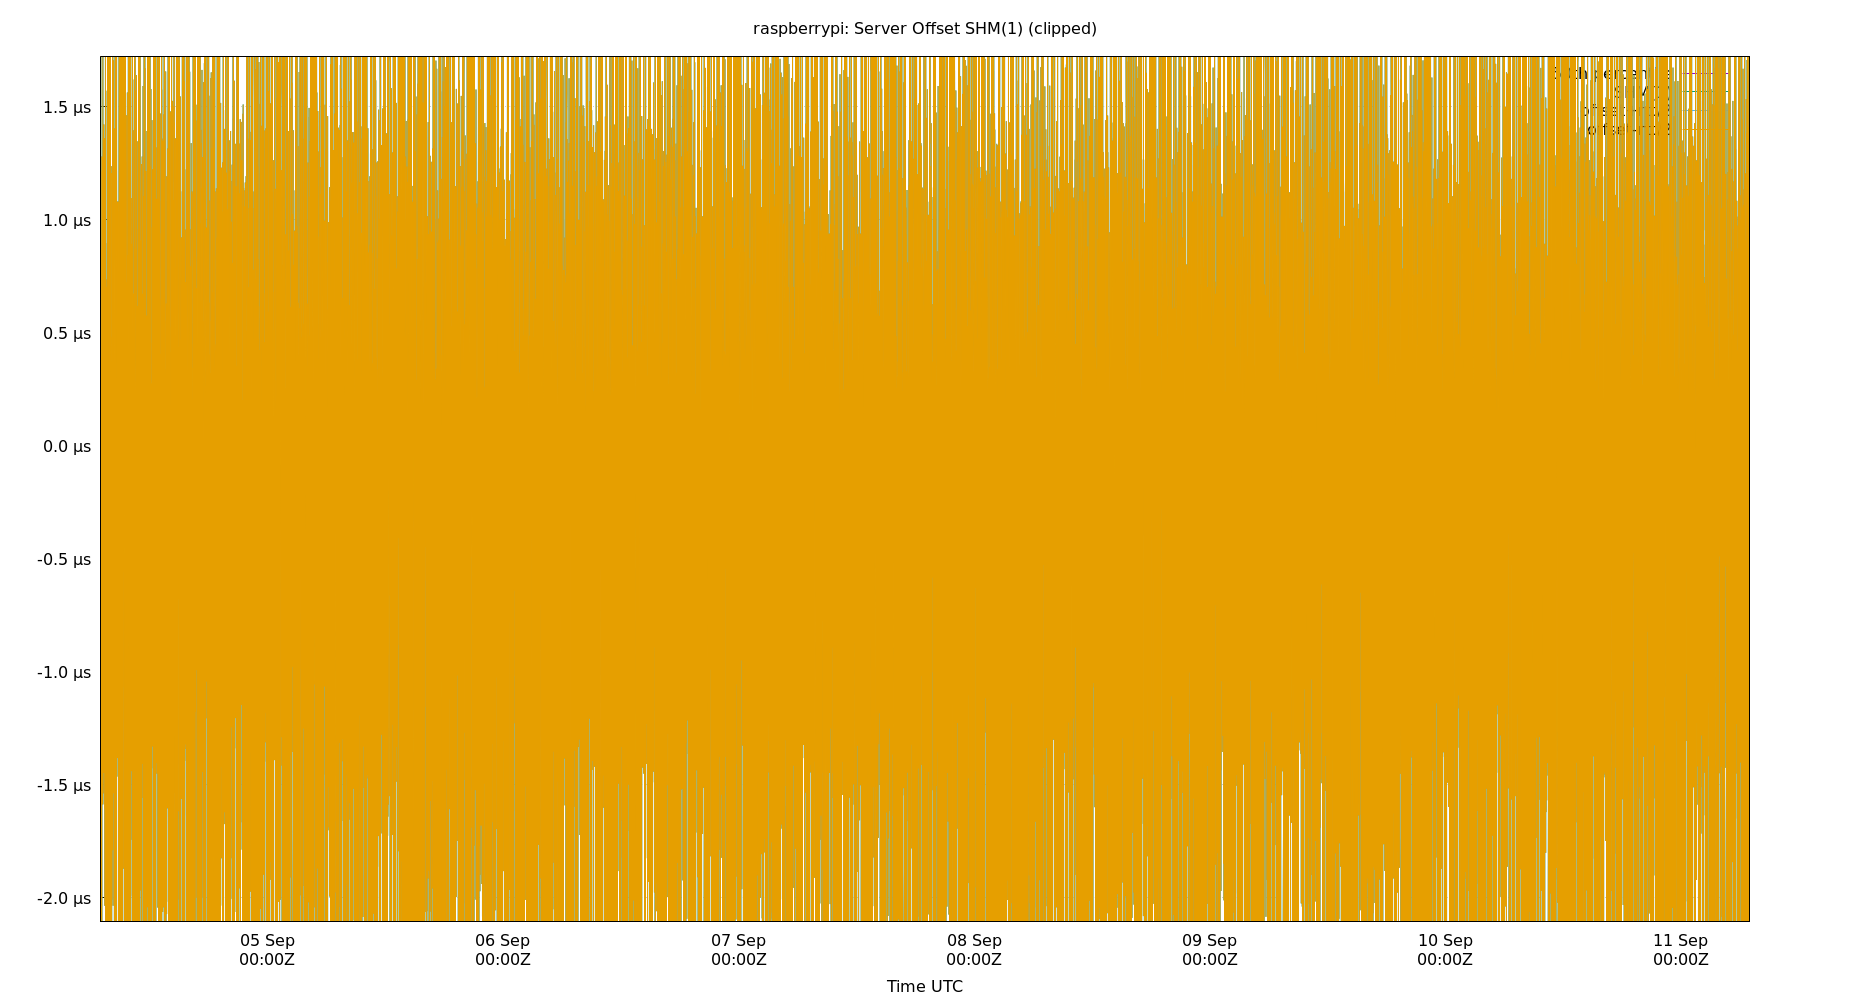 raspberrypi: Server Offset SHM(1) (clipped)
1.5 µs
1.0 µs
0.5 µs
0.0 µs
-0.5 µs
-1.0 µs
-1.5 µs
-2.0 µs
05 Sep 06 Sep 07 Sep 08 Sep 09 Sep 10 Sep 11 Sep
00:00Z 00:00Z 00:00Z 00:00Z 00:00Z 00:00Z 00:00Z
Time UTC